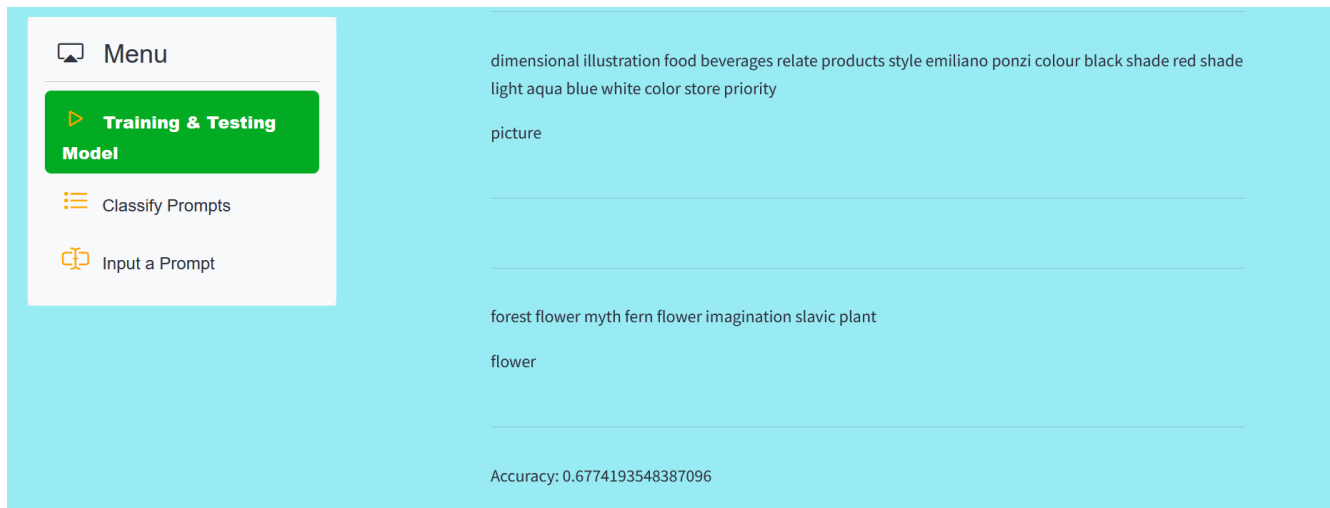 Menu
Training & Testing
Model
Classify Prompts
Input a Prompt
dimensional illustration food beverages relate products style emiliano ponzi colour black shade red shade
light aqua blue white color store priority
picture
forest flower myth fern flower imagination slavic plant
flower
Accuracy: 0.6774193548387096